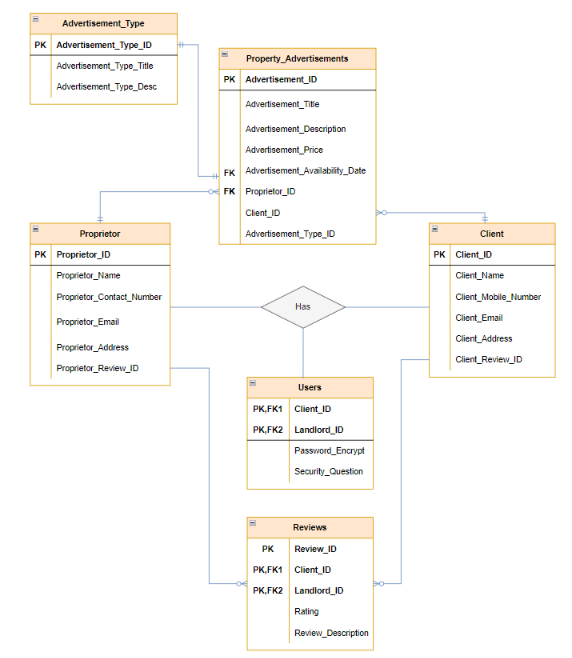 Advertisement_Type
PK Advertisement_Type_ID
Advertisement_Type_Title
Advertisement_Type_Desc
Property_Advertisements
PK Advertisement_ID
Advertisement_Title
Advertisement_Description
Advertisement_Price
FK Advertisement_Availability_Date
FK Proprietor_ID
Client_ID
Advertisement_Type_ID
Proprietor
PK Proprietor_ID
Proprietor_Name
Proprietor_Contact_Number
Proprietor_Email
Proprietor_Address
Proprietor_Review_ID
Client
PK Client_ID
Client_Name
Client_Mobile_Number
Client_Email
Client_Address
Client_Review_ID
Has
Users
PK,FK1 Client_ID
PK,FK2 Landlord_ID
Password_Encrypt
Security_Question
Reviews
PK Review_ID
PK,FK1 Client_ID
PK,FK2 Landlord_ID
Rating
Review_Description